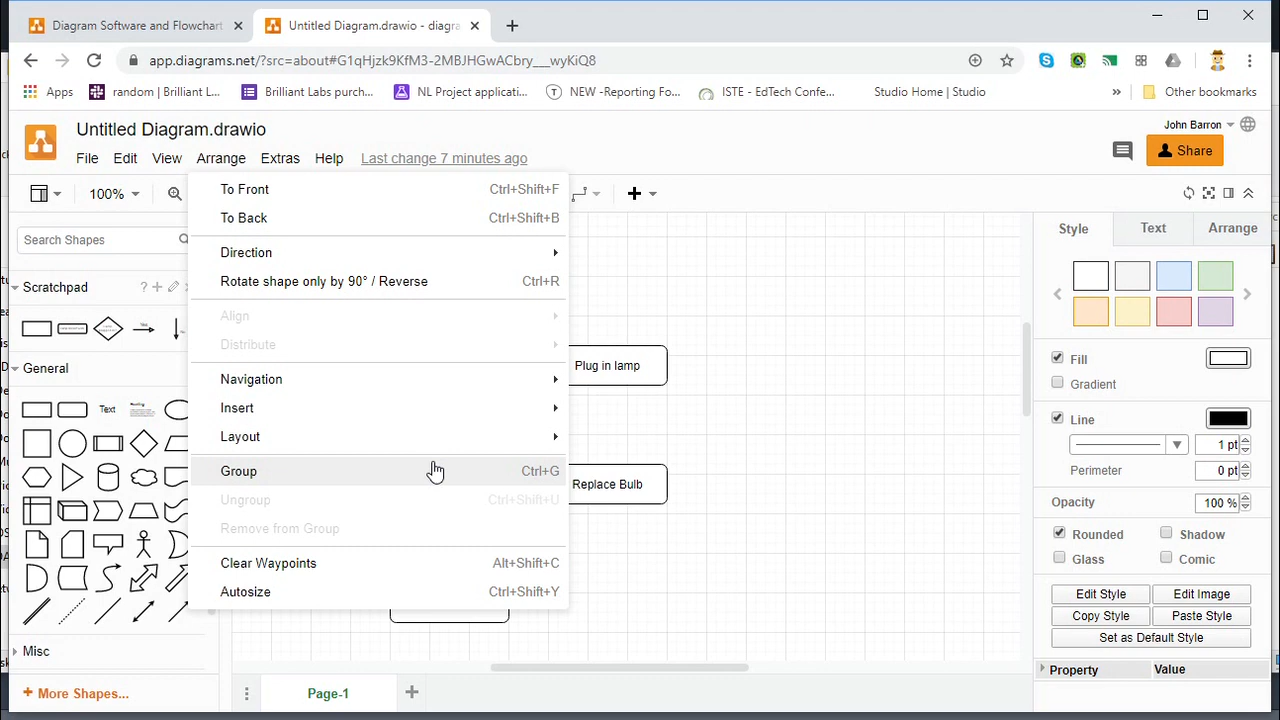 Diagram Software and Flowchart
Untitled Diagram.drawio - diagra
app.diagrams.net/?src=about#G1qHjzk9KfM3-2MBJHGwACbry___wyKiQ8
Apps
random | Brilliant L...
Brilliant Labs purch...
NL Project applicati...
NEW -Reporting Fo...
ISTE - EdTech Confe...
Studio Home | Studio
»
Other bookmarks
Untitled Diagram.drawio
John Barron
File Edit View Arrange Extras Help Last change 7 minutes ago
Share
100%
To Front Ctrl+Shift+F
To Back Ctrl+Shift+B
Direction
Rotate shape only by 90° / Reverse Ctrl+R
Align
Distribute
Navigation
Insert
Layout
Group Ctrl+G
Ungroup Ctrl+Shift+U
Remove from Group
Clear Waypoints Alt+Shift+C
Autosize Ctrl+Shift+Y
Search Shapes
Scratchpad
?
General
Text
Misc
+ More Shapes...
Plug in lamp
Replace Bulb
Page-1
Style Text Arrange
Fill
Gradient
Line
1 pt
Perimeter 0 pt
Opacity 100 %
Rounded Shadow
Glass Comic
Edit Style Edit Image
Copy Style Paste Style
Set as Default Style
Property Value